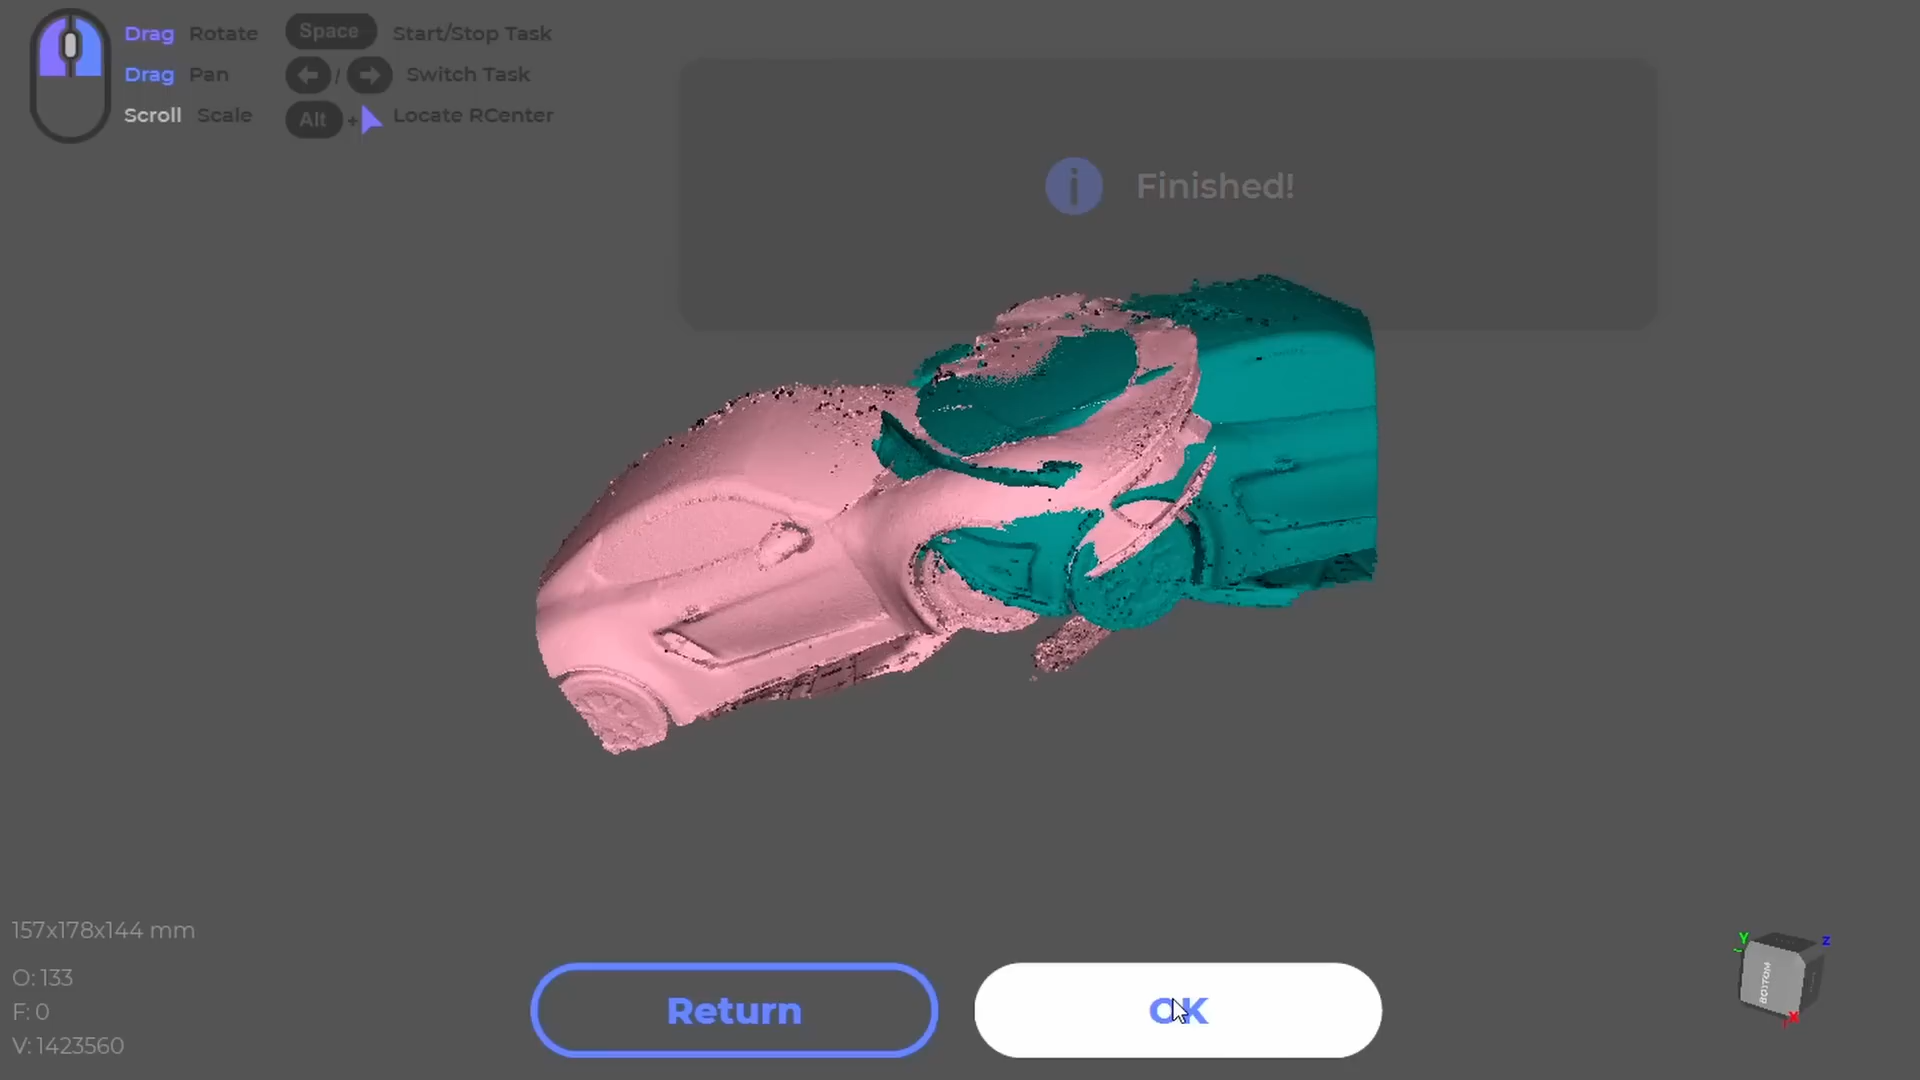 Drag Rotate Space Start/Stop Task
Drag Pan / Switch Task
Scroll Scale Alt + Locate RCenter
i Finished!
157x178x144 mm
O: 133
F: 0
V: 1423560
Return OK
Y Z
BOTTOM
X